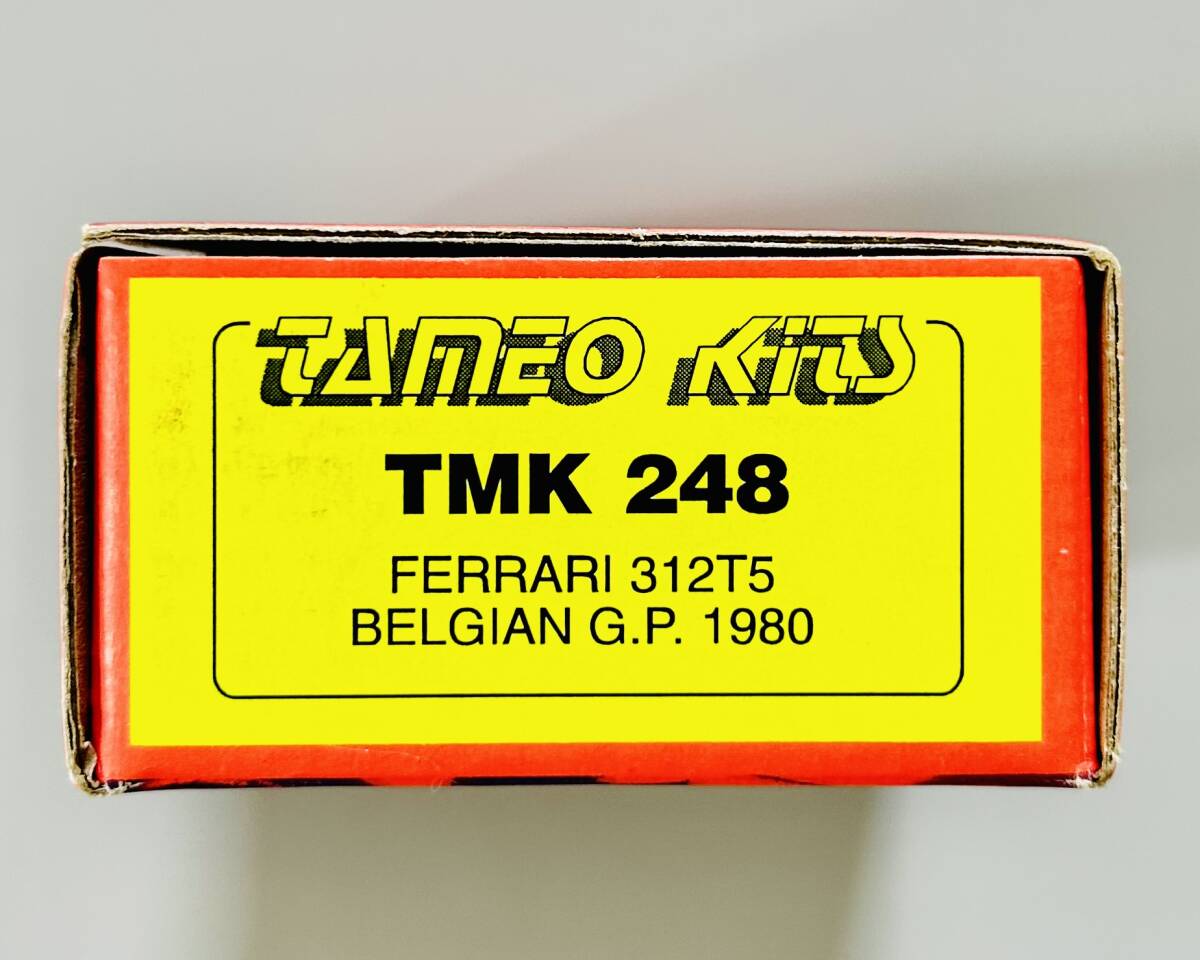 TAMEO KiTS
TMK 248
FERRARI 312T5
BELGIAN G.P. 1980